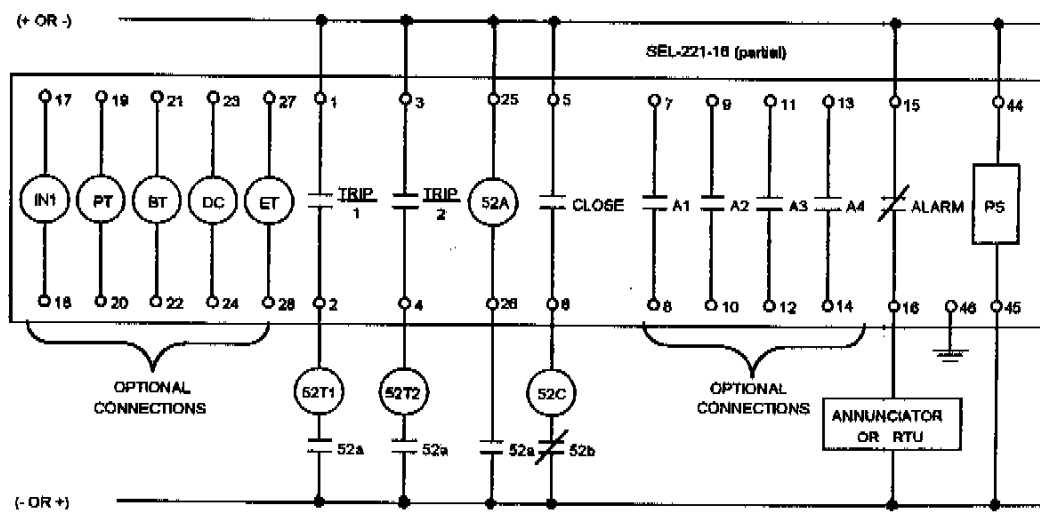 (+ OR -)
SEL-221-16 (partial)
17 19 21 23 27 1 3 25 5 7 9 11 13 15 44
IN1 PT BT DC ET TRIP 1 TRIP 2 52A CLOSE A1 A2 A3 A4 ALARM PS
18 20 22 24 28 2 4 26 6 8 10 12 14 16 46 45
OPTIONAL
CONNECTIONS
52T1 52T2 52C
OPTIONAL
CONNECTIONS
ANNUNCIATOR
OR RTU
52a 52a 52a 52b
(- OR +)